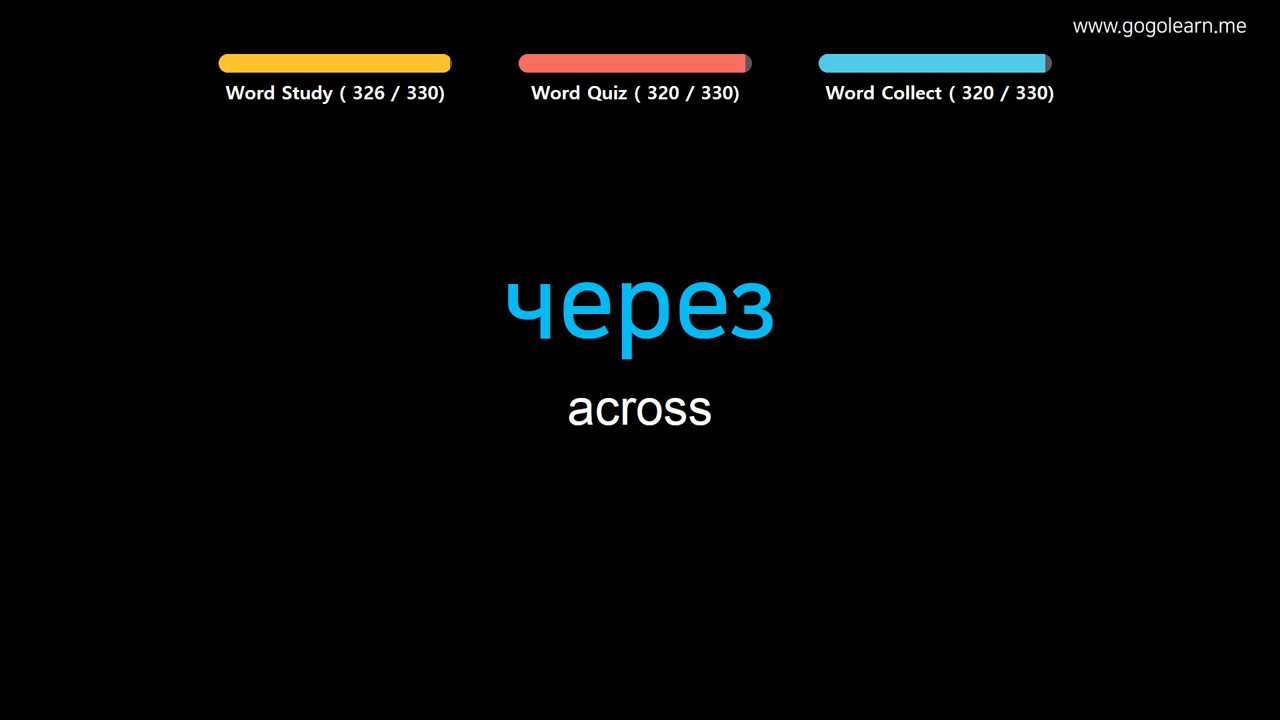 www.gogolearn.me
Word Study ( 326 / 330)
Word Quiz ( 320 / 330)
Word Collect ( 320 / 330)
через
across